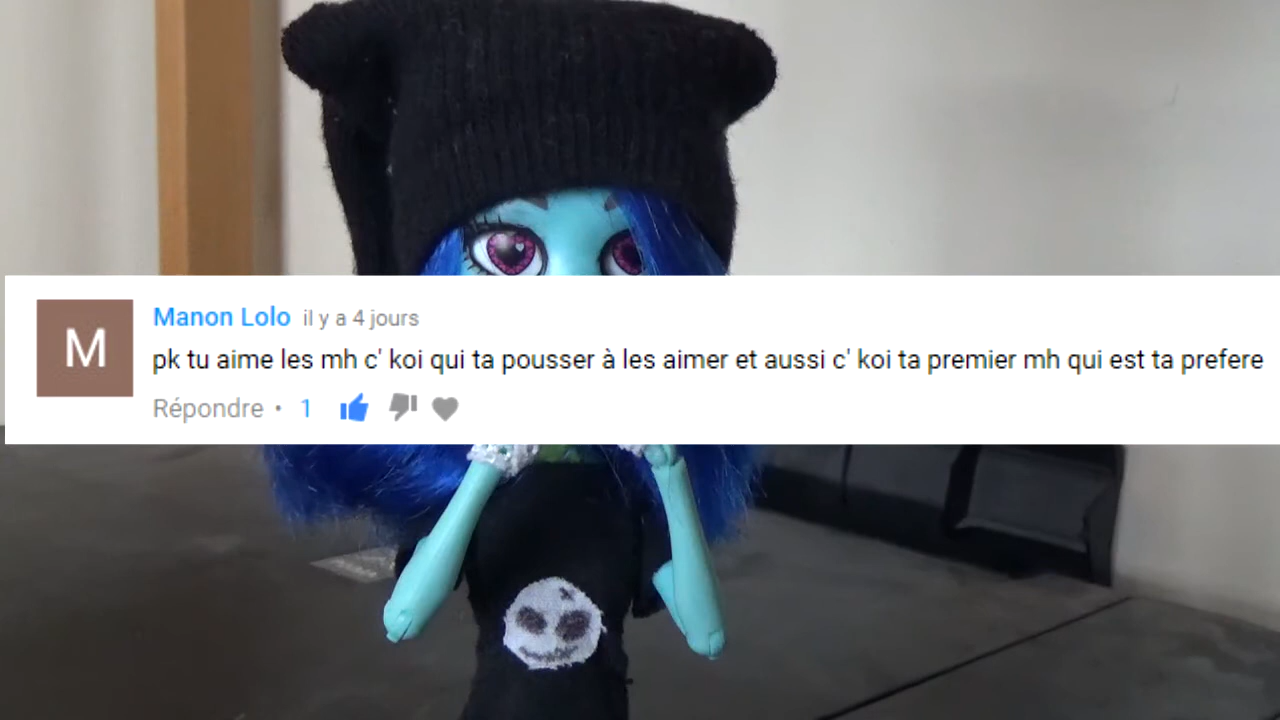 M
Manon Lolo il y a 4 jours
pk tu aime les mh c' koi qui ta pousser à les aimer et aussi c' koi ta premier mh qui est ta prefere
Répondre • 1